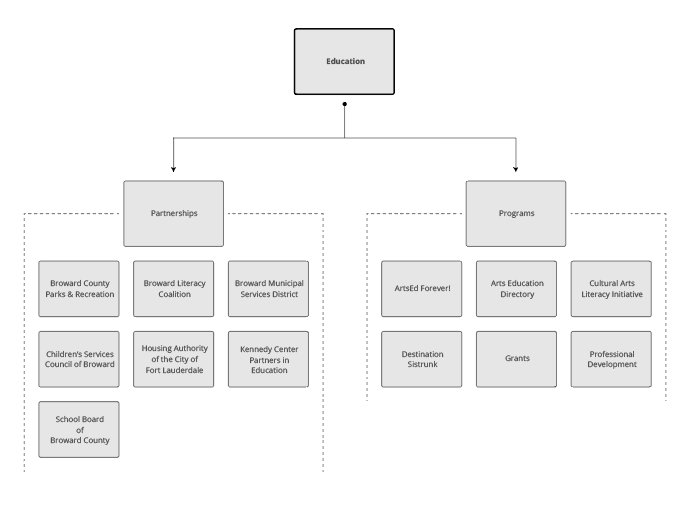 Education
Partnerships
Programs
Broward County
Parks & Recreation
Broward Literacy
Coalition
Broward Municipal
Services District
ArtsEd Forever!
Arts Education
Directory
Cultural Arts
Literacy Initiative
Children's Services
Council of Broward
Housing Authority
of the City of
Fort Lauderdale
Kennedy Center
Partners in
Education
Destination
Sistrunk
Grants
Professional
Development
School Board
of
Broward County